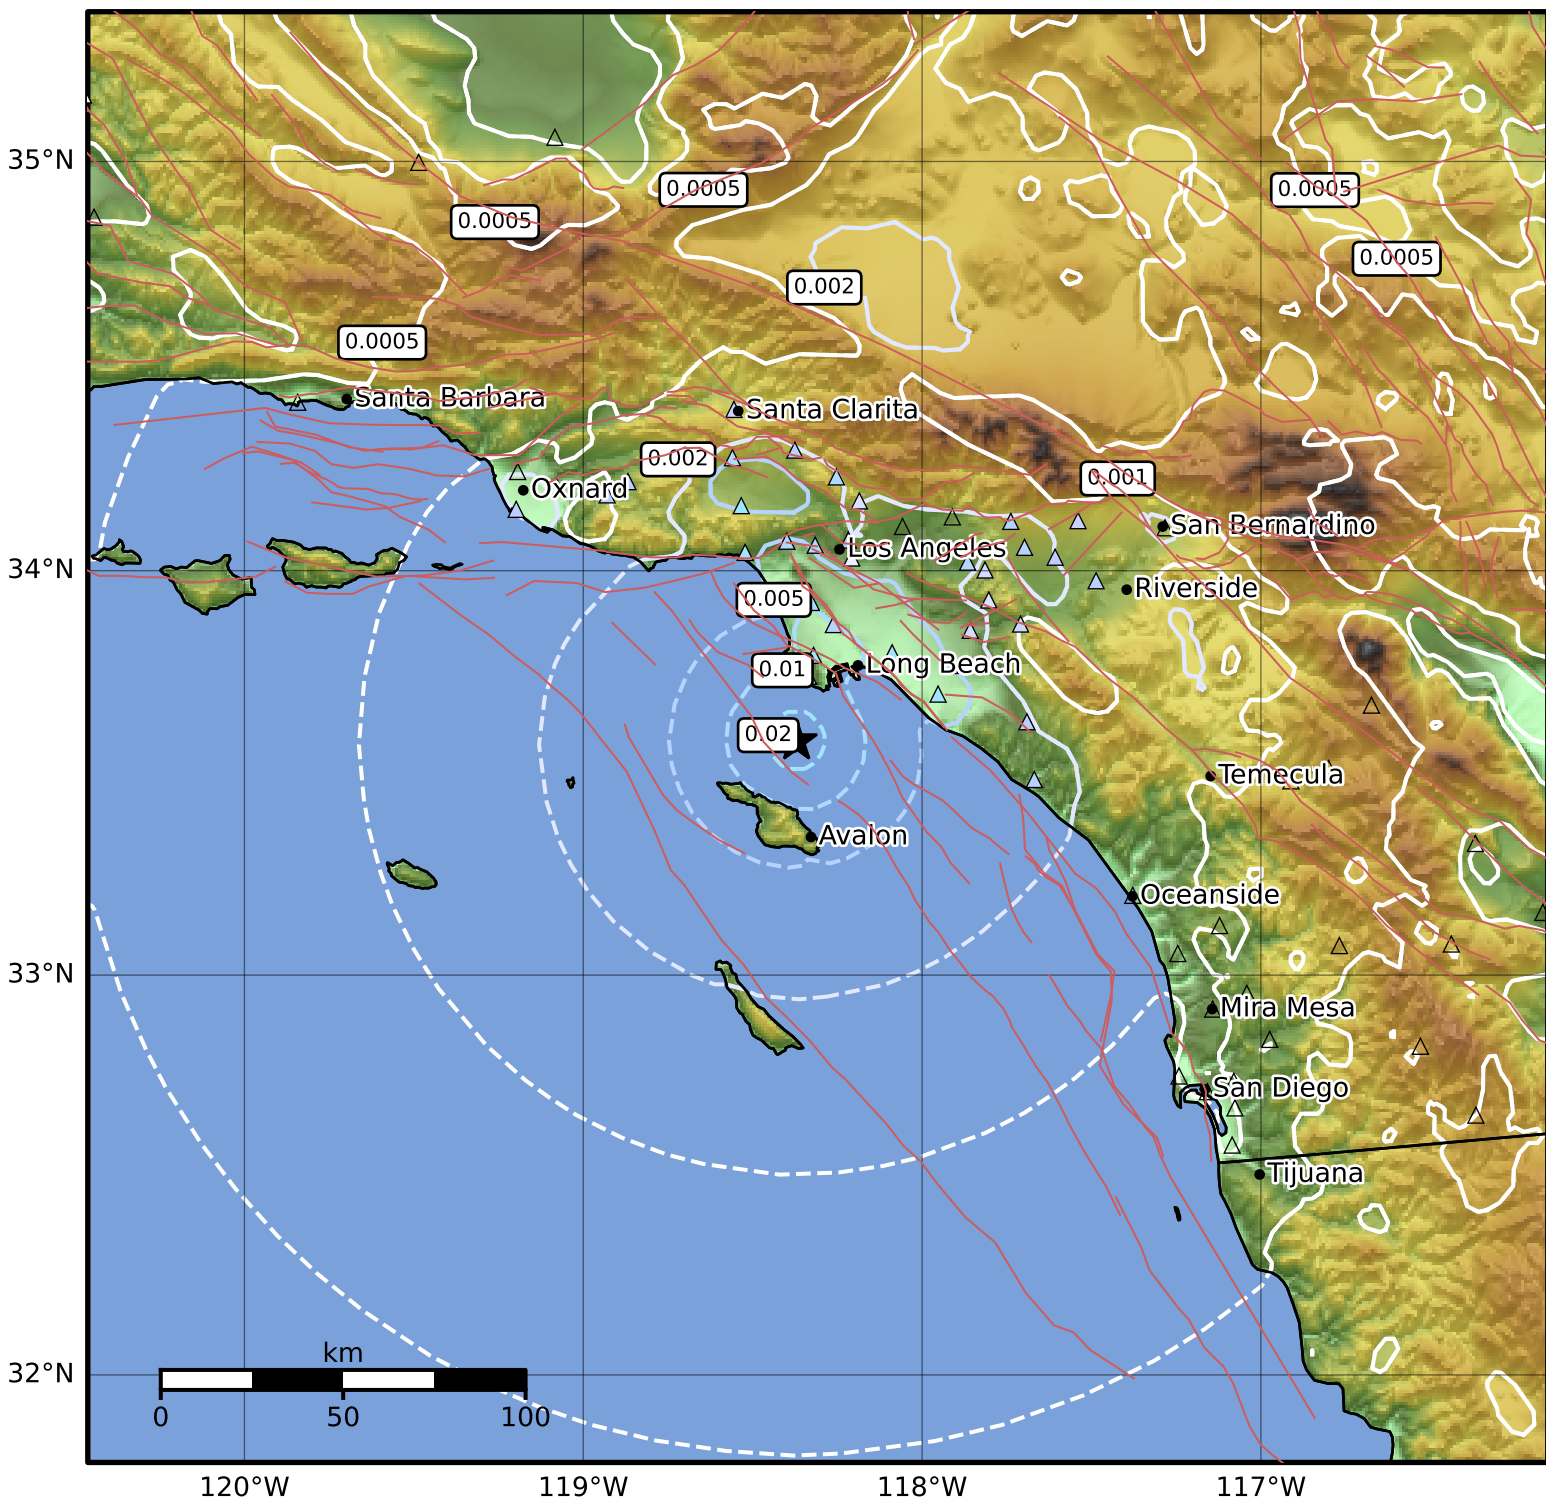 35°N
0.0005
0.0005
0.0005
0.0005
0.002
0.0005
Santa Barbara
Santa Clarita
0.002
0.001
Oxnard
San Bernardino
34°N
Los Angeles
Riverside
0.005
0.01
Long Beach
0.02
Temecula
Avalon
Oceanside
33°N
Mira Mesa
San Diego
Tijuana
32°N
km
0 50 100
120°W 119°W 118°W 117°W